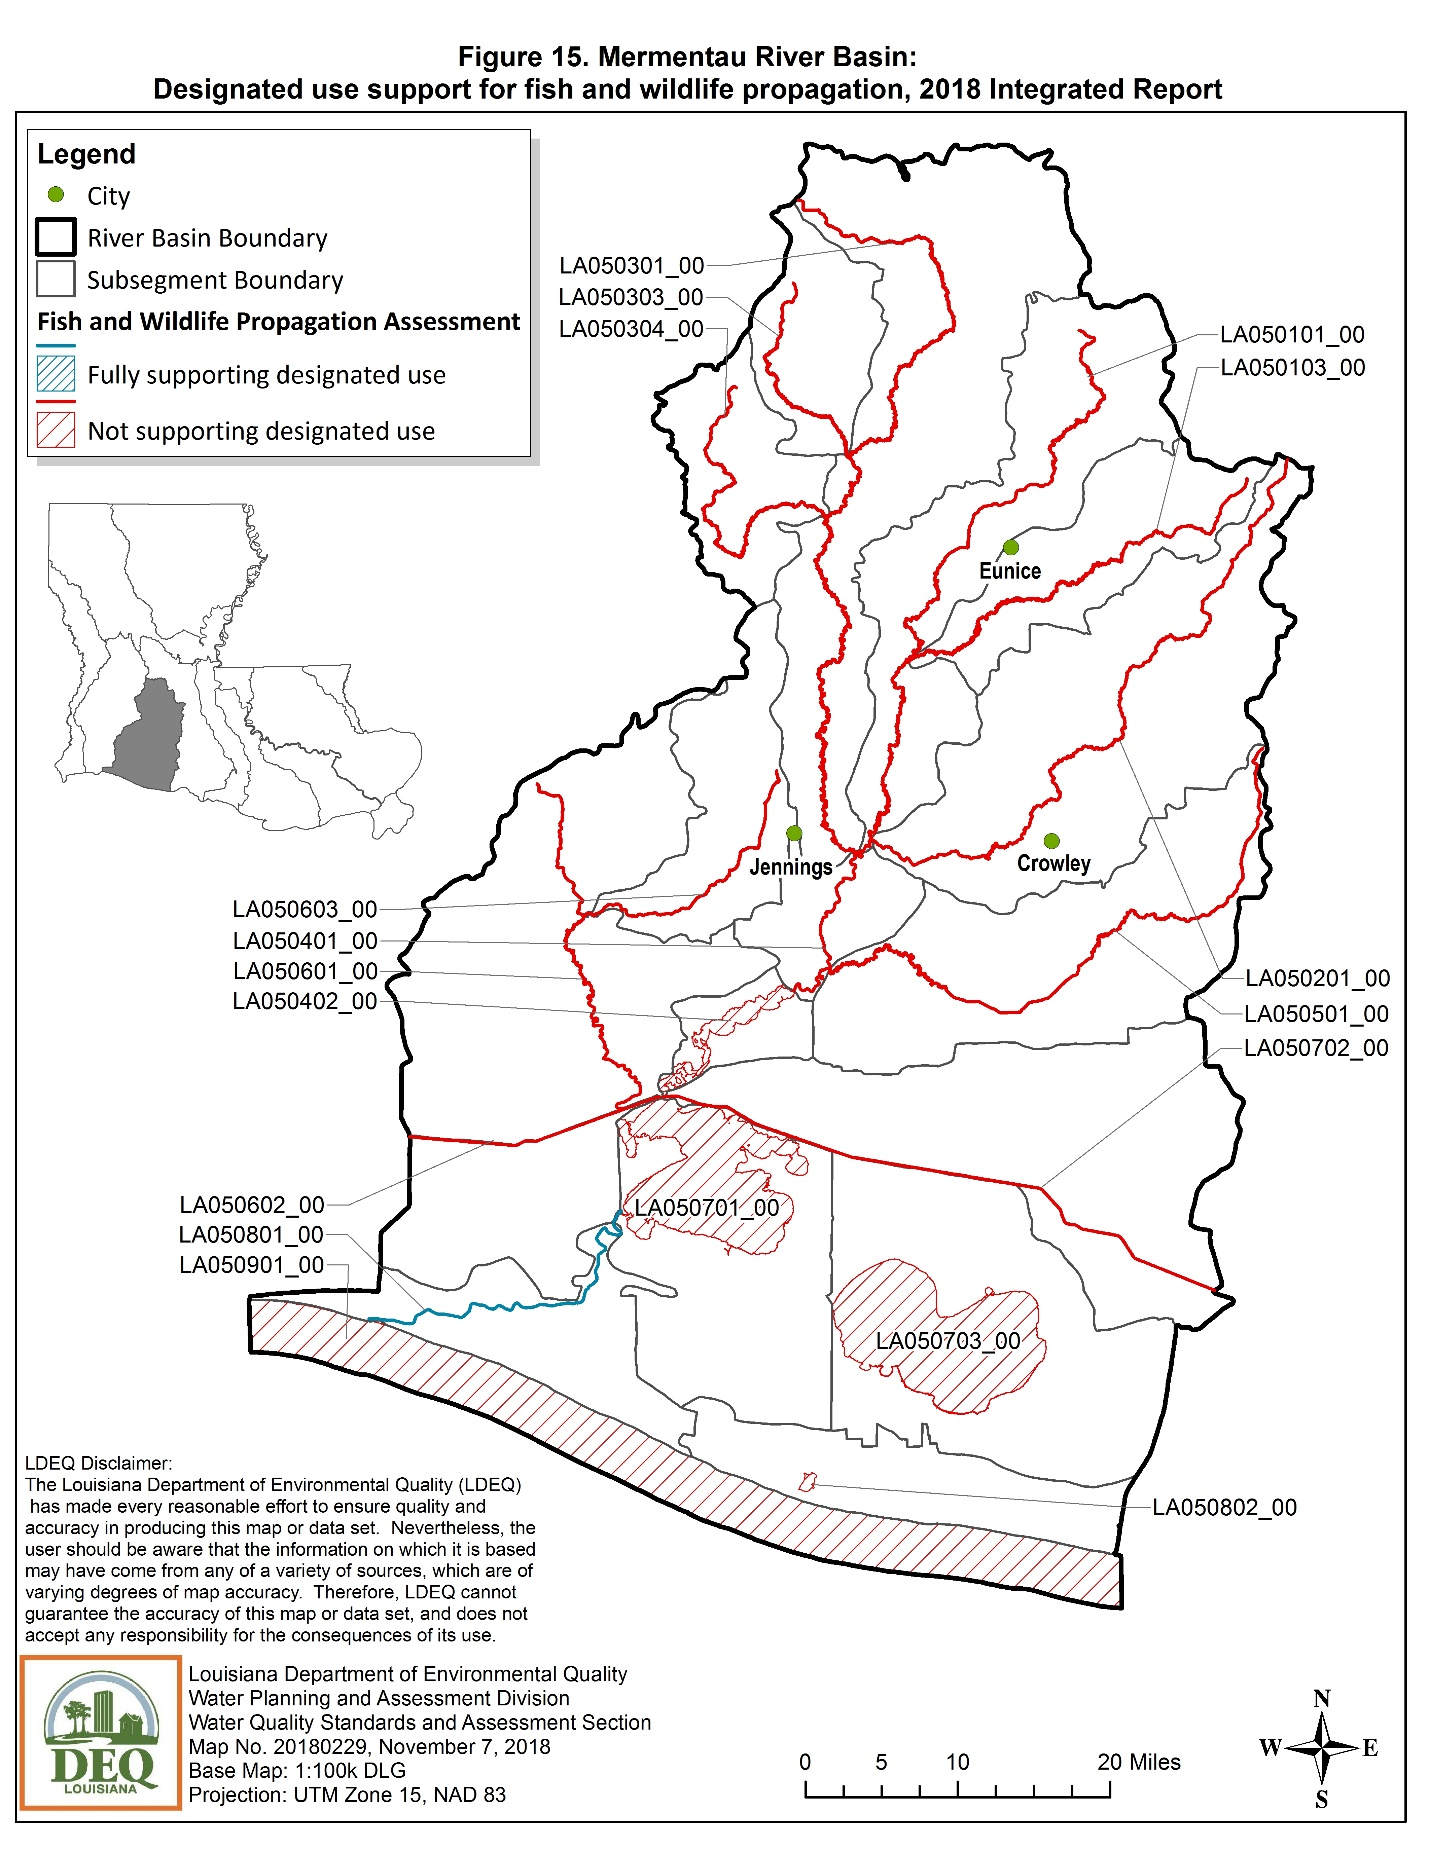 Figure 15. Mermentau River Basin:
Designated use support for fish and wildlife propagation, 2018 Integrated Report
Legend
City
River Basin Boundary
Subsegment Boundary
Fish and Wildlife Propagation Assessment
Fully supporting designated use
Not supporting designated use
LA050301_00
LA050303_00
LA050304_00
LA050101_00
LA050103_00
Eunice
Jennings
Crowley
LA050603_00
LA050401_00
LA050601_00
LA050402_00
LA050201_00
LA050501_00
LA050702_00
LA050602_00
LA050801_00
LA050901_00
LA050701_00
LA050703_00
LA050802_00
LDEQ Disclaimer:
The Louisiana Department of Environmental Quality (LDEQ)
has made every reasonable effort to ensure quality and
accuracy in producing this map or data set. Nevertheless, the
user should be aware that the information on which it is based
may have come from any of a variety of sources, which are of
varying degrees of map accuracy. Therefore, LDEQ cannot
guarantee the accuracy of this map or data set, and does not
accept any responsibility for the consequences of its use.
DEQ
LOUISIANA
Louisiana Department of Environmental Quality
Water Planning and Assessment Division
Water Quality Standards and Assessment Section
Map No. 20180229, November 7, 2018
Base Map: 1:100k DLG
Projection: UTM Zone 15, NAD 83
0 5 10 20 Miles
N
W E
S